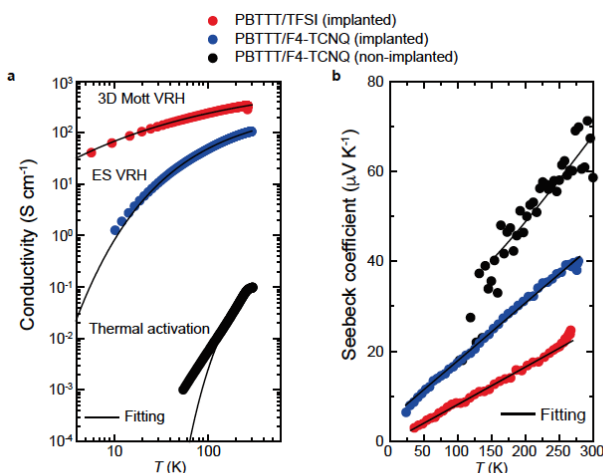 PBTTT/TFSI (implanted)
PBTTT/F4-TCNQ (implanted)
PBTTT/F4-TCNQ (non-implanted)
a
Conductivity (S cm⁻¹)
10³
10²
10¹
10⁰
10⁻¹
10⁻²
10⁻³
10⁻⁴
3D Mott VRH
ES VRH
Thermal activation
Fitting
10
100
T (K)
b
Seebeck coefficient (μV K⁻¹)
80
60
40
20
0
Fitting
0 50 100 150 200 250 300
T (K)